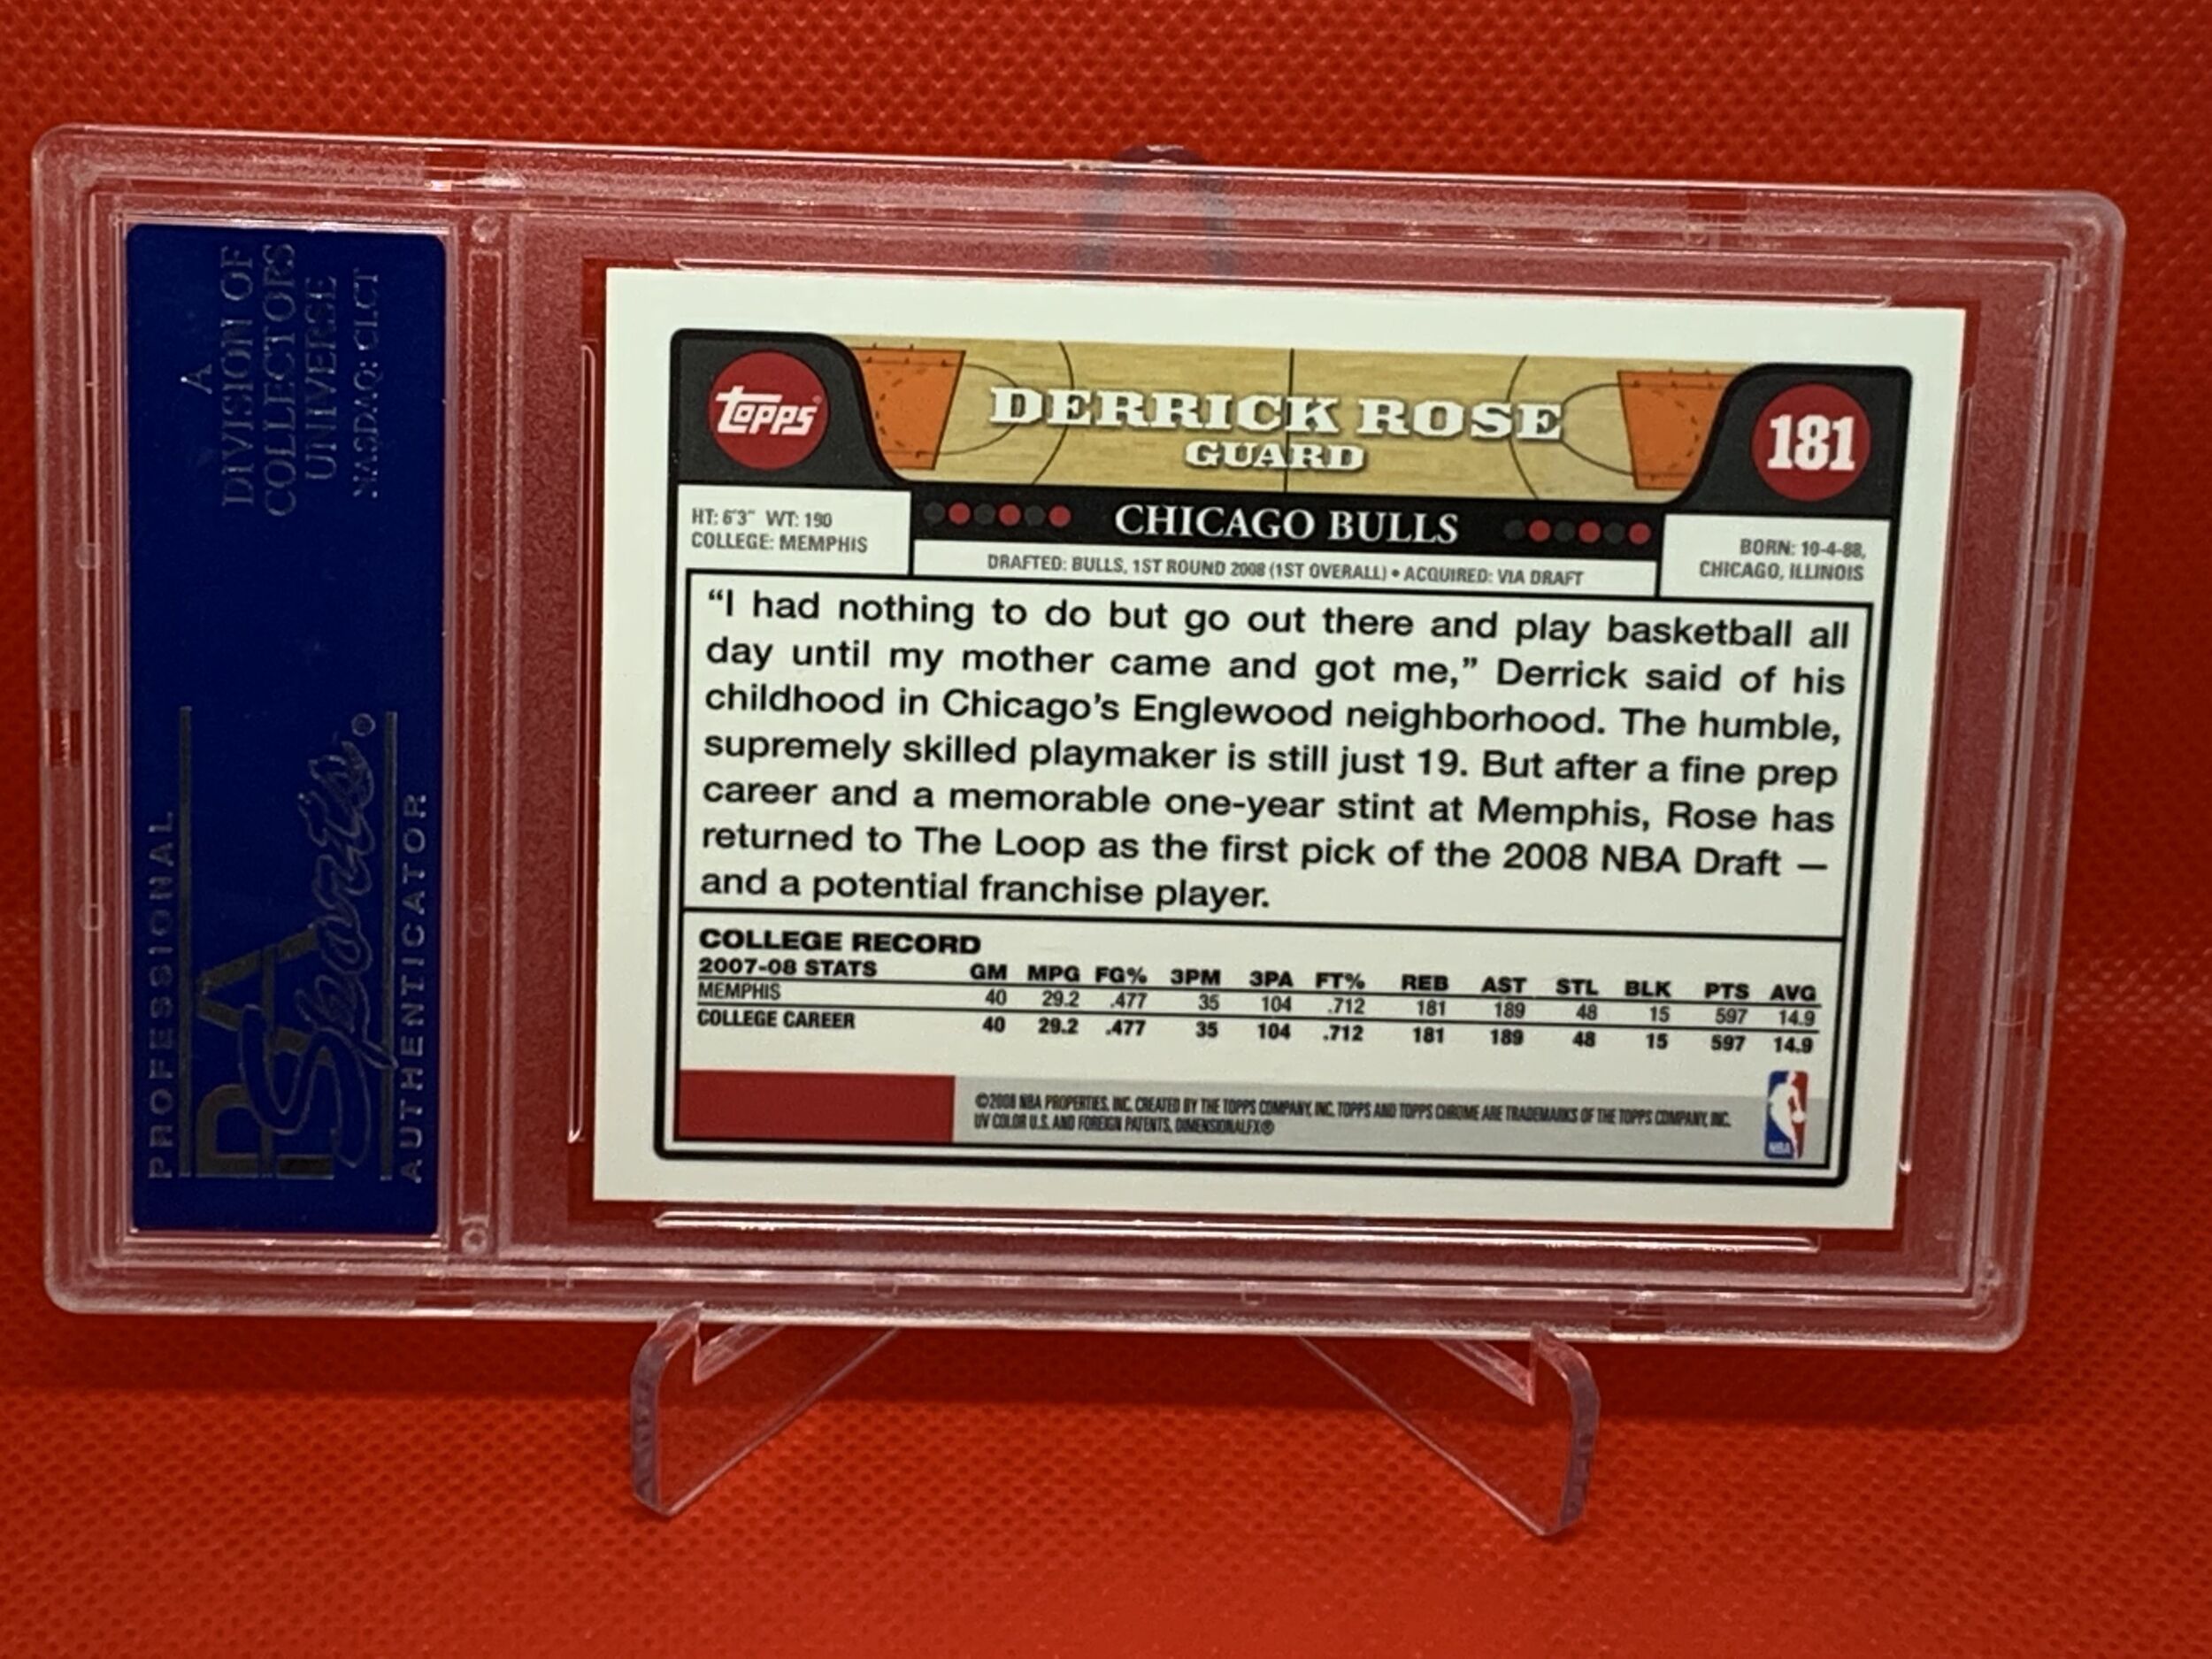 A
DIVISION OF
COLLECTORS
UNIVERSE
NASDAQ: CLCT
PROFESSIONAL
PSA
Sports
AUTHENTICATOR
TOPPS
DERRICK ROSE
GUARD
181
HT: 6'3" WT: 190
COLLEGE: MEMPHIS
CHICAGO BULLS
DRAFTED: BULLS, 1ST ROUND 2008 (1ST OVERALL) • ACQUIRED: VIA DRAFT
BORN: 10-4-88,
CHICAGO, ILLINOIS
“I had nothing to do but go out there and play basketball all
day until my mother came and got me,” Derrick said of his
childhood in Chicago’s Englewood neighborhood. The humble,
supremely skilled playmaker is still just 19. But after a fine prep
career and a memorable one-year stint at Memphis, Rose has
returned to The Loop as the first pick of the 2008 NBA Draft —
and a potential franchise player.
COLLEGE RECORD
2007-08 STATS GM MPG FG% 3PM 3PA FT% REB AST STL BLK PTS AVG
MEMPHIS 40 29.2 .477 35 104 .712 181 189 48 15 597 14.9
COLLEGE CAREER 40 29.2 .477 35 104 .712 181 189 48 15 597 14.9
©2008 NBA PROPERTIES, INC. CREATED BY THE TOPPS COMPANY, INC. TOPPS AND TOPPS CHROME ARE TRADEMARKS OF THE TOPPS COMPANY, INC.
UV COLOR U.S. AND FOREIGN PATENTS, DIMENSIONALFX®
NBA